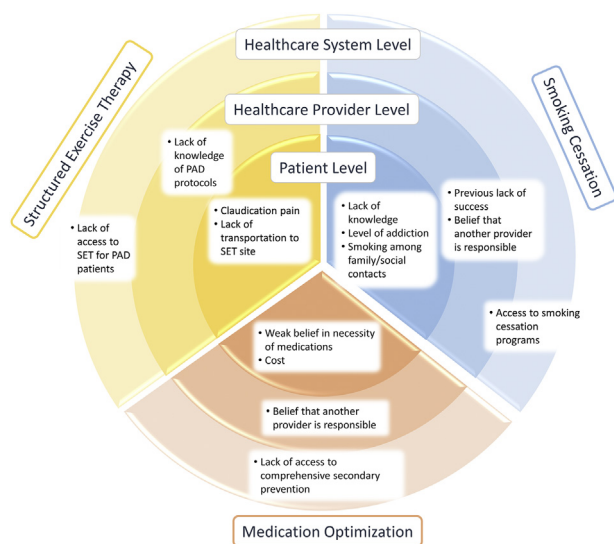 Healthcare System Level
Healthcare Provider Level
Patient Level
Structured Exercise Therapy
• Lack of
knowledge
of PAD
protocols
• Lack of
access to
SET for PAD
patients
• Claudication pain
• Lack of
transportation to
SET site
Smoking Cessation
• Lack of
knowledge
• Level of addiction
• Smoking among
family/social
contacts
• Previous lack of
success
• Belief that
another provider
is responsible
• Access to smoking
cessation
programs
• Weak belief in necessity
of medications
• Cost
• Belief that another
provider is responsible
• Lack of access to
comprehensive secondary
prevention
Medication Optimization